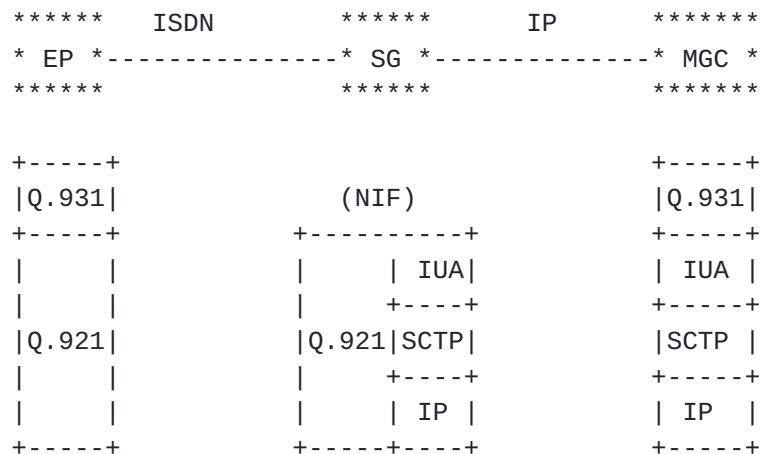 ******   ISDN        ******      IP      *******
* EP *---------------* SG *--------------* MGC *
******               ******              *******

+-----+                                  +-----+
|Q.931|              (NIF)               |Q.931|
+-----+           +----------+           +-----+
|     |           |     | IUA|           | IUA |
|     |           |     +----+           +-----+
|Q.921|           |Q.921|SCTP|           |SCTP |
|     |           |     +----+           +-----+
|     |           |     | IP |           | IP  |
+-----+           +-----+----+           +-----+